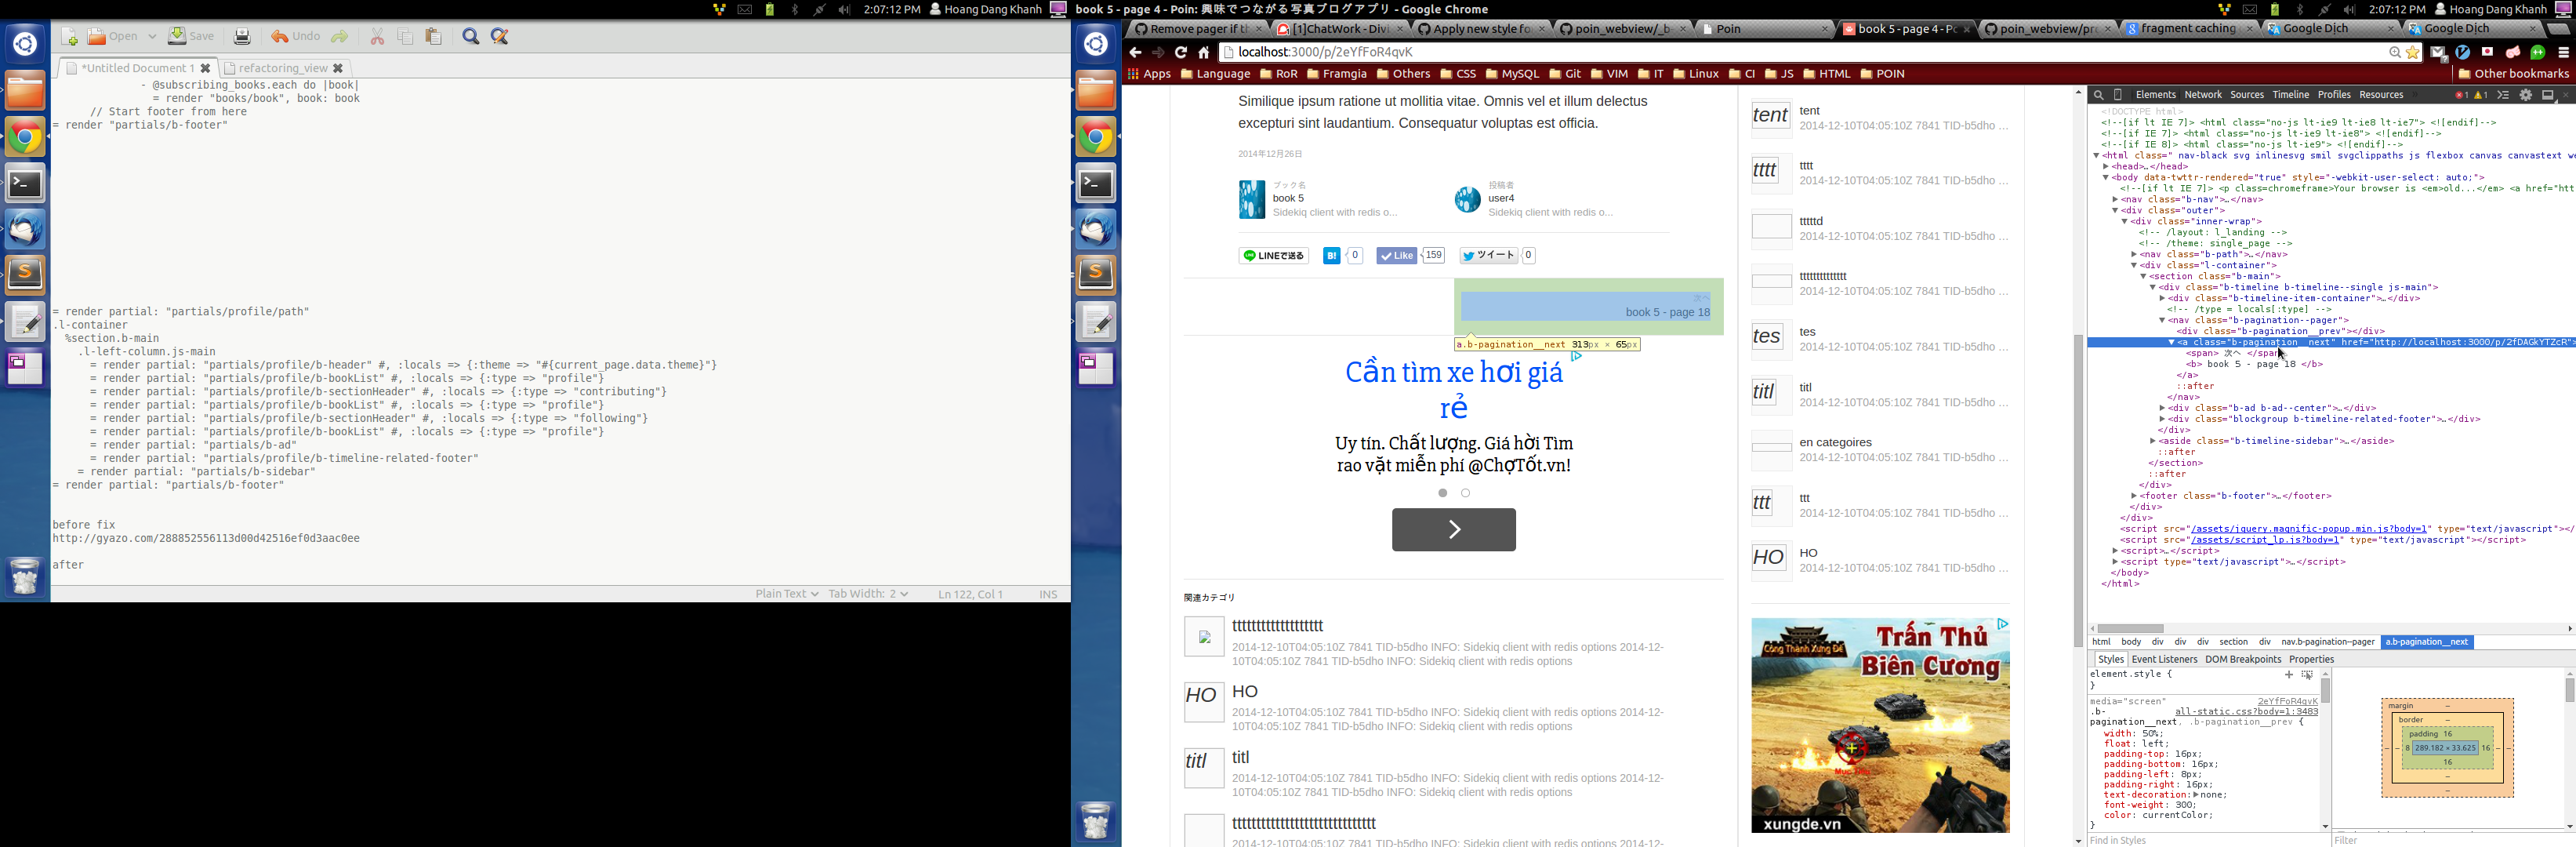 2:07:12 PM Hoang Dang Khanh
Open Save Undo
*Untitled Document 1 refactoring_view
- @subscribing_books.each do |book|
= render "books/book", book: book
// Start footer from here
= render "partials/b-footer"
= render partial: "partials/profile/path"
.l-container
%section.b-main
.l-left-column.js-main
= render partial: "partials/profile/b-header" #, :locals => {:theme => "#{current_page.data.theme}"}
= render partial: "partials/profile/b-bookList" #, :locals => {:type => "profile"}
= render partial: "partials/profile/b-sectionHeader" #, :locals => {:type => "contributing"}
= render partial: "partials/profile/b-bookList" #, :locals => {:type => "profile"}
= render partial: "partials/profile/b-sectionHeader" #, :locals => {:type => "following"}
= render partial: "partials/profile/b-bookList" #, :locals => {:type => "profile"}
= render partial: "partials/b-ad"
= render partial: "partials/profile/b-timeline-related-footer"
= render partial: "partials/b-sidebar"
= render partial: "partials/b-footer"
before fix
http://gyazo.com/288852556113d00d42516ef0d3aac0ee
after
Plain Text Tab Width: 2 Ln 122, Col 1 INS
book 5 - page 4 - Poin: 興味でつながる写真ブログアプリ - Google Chrome
2:07:12 PM Hoang Dang Khanh
Remove pager if th [1]ChatWork - Divi Apply new style fo poin_webview/_b Poin book 5 - page 4 - Po poin_webview/pro fragment caching Google Dịch Google Dịch
localhost:3000/p/2eYfFoR4qvK
Apps Language RoR Framgia Others CSS MySQL Git VIM IT Linux CI JS HTML POIN Other bookmarks
Similique ipsum ratione ut mollitia vitae. Omnis vel et illum delectus
excepturi sint laudantium. Consequatur voluptas est officia.
2014年12月26日
ブック名
book 5
Sidekiq client with redis o...
投稿者
user4
Sidekiq client with redis o...
LINEで送る B! 0 Like 159 ツイート 0
次へ
book 5 - page 18
a.b-pagination__next 313px × 65px
Cần tìm xe hơi giá
rẻ
Uy tín. Chất lượng. Giá hời Tìm
rao vặt miễn phí @ChợTốt.vn!
関連カテゴリ
ttttttttttttttttttt
2014-12-10T04:05:10Z 7841 TID-b5dho INFO: Sidekiq client with redis options 2014-12-
10T04:05:10Z 7841 TID-b5dho INFO: Sidekiq client with redis options
HO HO
2014-12-10T04:05:10Z 7841 TID-b5dho INFO: Sidekiq client with redis options 2014-12-
10T04:05:10Z 7841 TID-b5dho INFO: Sidekiq client with redis options
titl titl
2014-12-10T04:05:10Z 7841 TID-b5dho INFO: Sidekiq client with redis options 2014-12-
10T04:05:10Z 7841 TID-b5dho INFO: Sidekiq client with redis options
tttttttttttttttttttttttttttttt
2014-12-10T04:05:10Z 7841 TID-b5dho INFO: Sidekiq client with redis options 2014-12-
tent tent
2014-12-10T04:05:10Z 7841 TID-b5dho ...
tttt tttt
2014-12-10T04:05:10Z 7841 TID-b5dho ...
tttttd
2014-12-10T04:05:10Z 7841 TID-b5dho ...
tttttttttttttt
2014-12-10T04:05:10Z 7841 TID-b5dho ...
tes tes
2014-12-10T04:05:10Z 7841 TID-b5dho ...
titl titl
2014-12-10T04:05:10Z 7841 TID-b5dho ...
en categoires
2014-12-10T04:05:10Z 7841 TID-b5dho ...
ttt ttt
2014-12-10T04:05:10Z 7841 TID-b5dho ...
HO HO
2014-12-10T04:05:10Z 7841 TID-b5dho ...
Công Thành Xưng Đế
Trấn Thủ
Biên Cương
Mục Tiêu
xungde.vn
Elements Network Sources Timeline Profiles Resources 1 1
<!DOCTYPE html>
<!--[if lt IE 7]> <html class="no-js lt-ie9 lt-ie8 lt-ie7"> <![endif]-->
<!--[if IE 7]> <html class="no-js lt-ie9 lt-ie8"> <![endif]-->
<!--[if IE 8]> <html class="no-js lt-ie9"> <![endif]-->
<html class=" nav-black svg inlinesvg smil svgclippaths js flexbox canvas canvastext we
<head>…</head>
<body data-twttr-rendered="true" style="-webkit-user-select: auto;">
<!--[if lt IE 7]> <p class=chromeframe>Your browser is <em>old...</em> <a href="htt
<nav class="b-nav">…</nav>
<div class="outer">
<div class="inner-wrap">
<!-- /layout: l_landing -->
<!-- /theme: single_page -->
<nav class="b-path">…</nav>
<div class="l-container">
<section class="b-main">
<div class="b-timeline b-timeline--single js-main">
<div class="b-timeline-item-container">…</div>
<!-- /type = locals[:type] -->
<nav class="b-pagination--pager">
<div class="b-pagination__prev"></div>
<a class="b-pagination__next" href="http://localhost:3000/p/2fDAGkYTZcR">
<span> 次へ </span>
<b> book 5 - page 18 </b>
</a>
::after
</nav>
<div class="b-ad b-ad--center">…</div>
<div class="blockgroup b-timeline-related-footer">…</div>
</div>
<aside class="b-timeline-sidebar">…</aside>
::after
</section>
::after
</div>
<footer class="b-footer">…</footer>
</div>
</div>
<script src="/assets/jquery.magnific-popup.min.js?body=1" type="text/javascript"></
<script src="/assets/script_lp.js?body=1" type="text/javascript"></script>
<script>…</script>
<script type="text/javascript">…</script>
</body>
</html>
html body div div div section div nav.b-pagination--pager a.b-pagination__next
Styles Event Listeners DOM Breakpoints Properties
element.style {
}
media="screen" 2eYfFoR4qvK
.b- all-static.css?body=1:3483
pagination__next, .b-pagination__prev {
width: 50%;
float: left;
padding-top: 16px;
padding-bottom: 16px;
padding-left: 8px;
padding-right: 16px;
text-decoration: none;
font-weight: 300;
color: currentColor;
}
Find in Styles
margin –
border –
padding 16
– – 8 289.182 × 33.625 16 – –
16
–
–
Filter